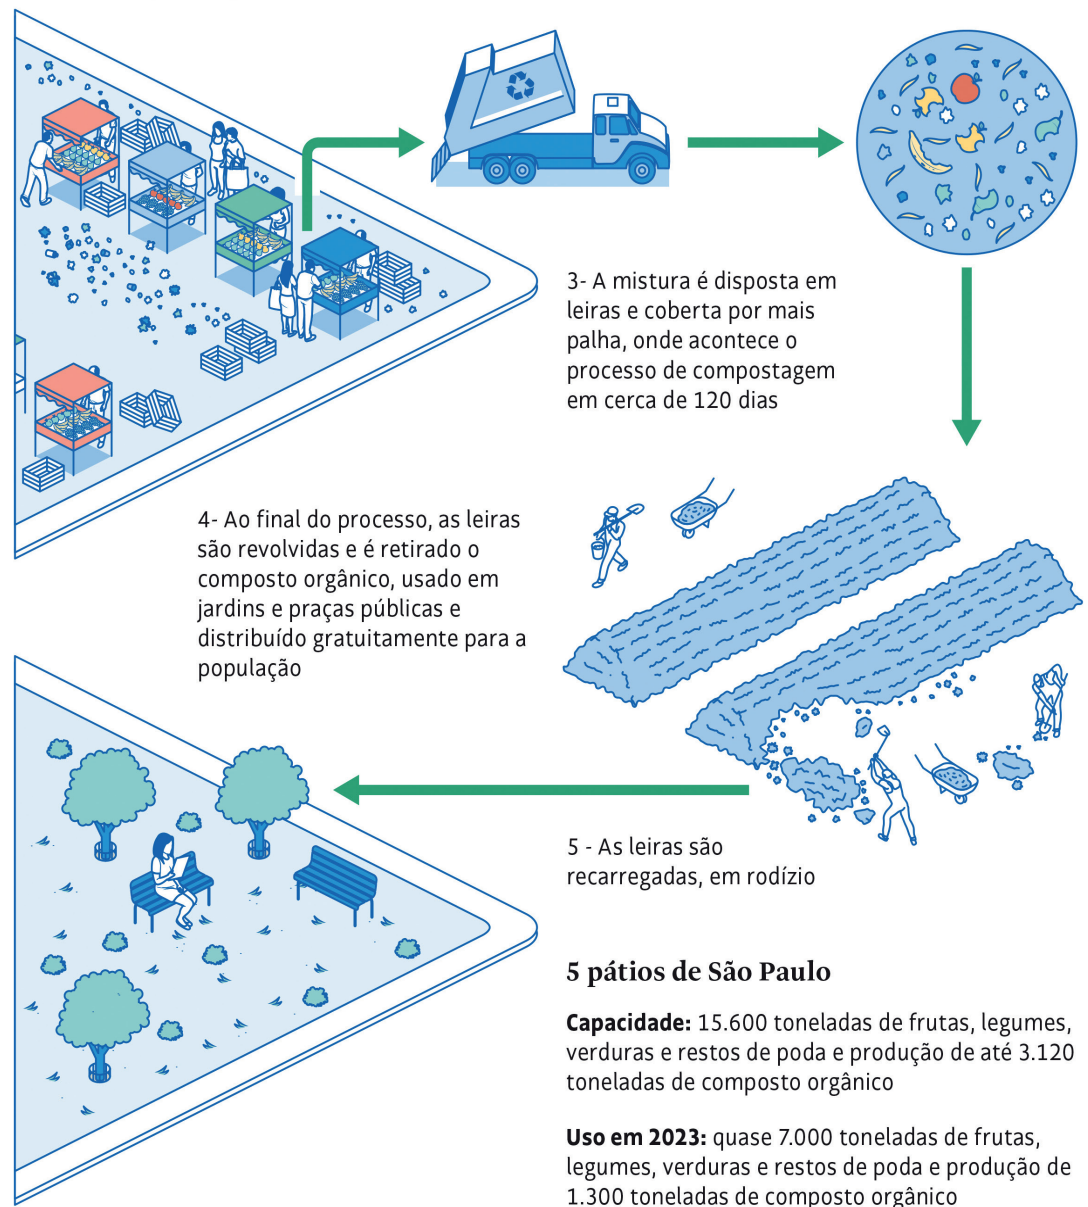 3- A mistura é disposta em
leiras e coberta por mais
palha, onde acontece o
processo de compostagem
em cerca de 120 dias
4- Ao final do processo, as leiras
são revolvidas e é retirado o
composto orgânico, usado em
jardins e praças públicas e
distribuído gratuitamente para a
população
5 - As leiras são
recarregadas, em rodízio
5 pátios de São Paulo
Capacidade: 15.600 toneladas de frutas, legumes,
verduras e restos de poda e produção de até 3.120
toneladas de composto orgânico
Uso em 2023: quase 7.000 toneladas de frutas,
legumes, verduras e restos de poda e produção de
1.300 toneladas de composto orgânico